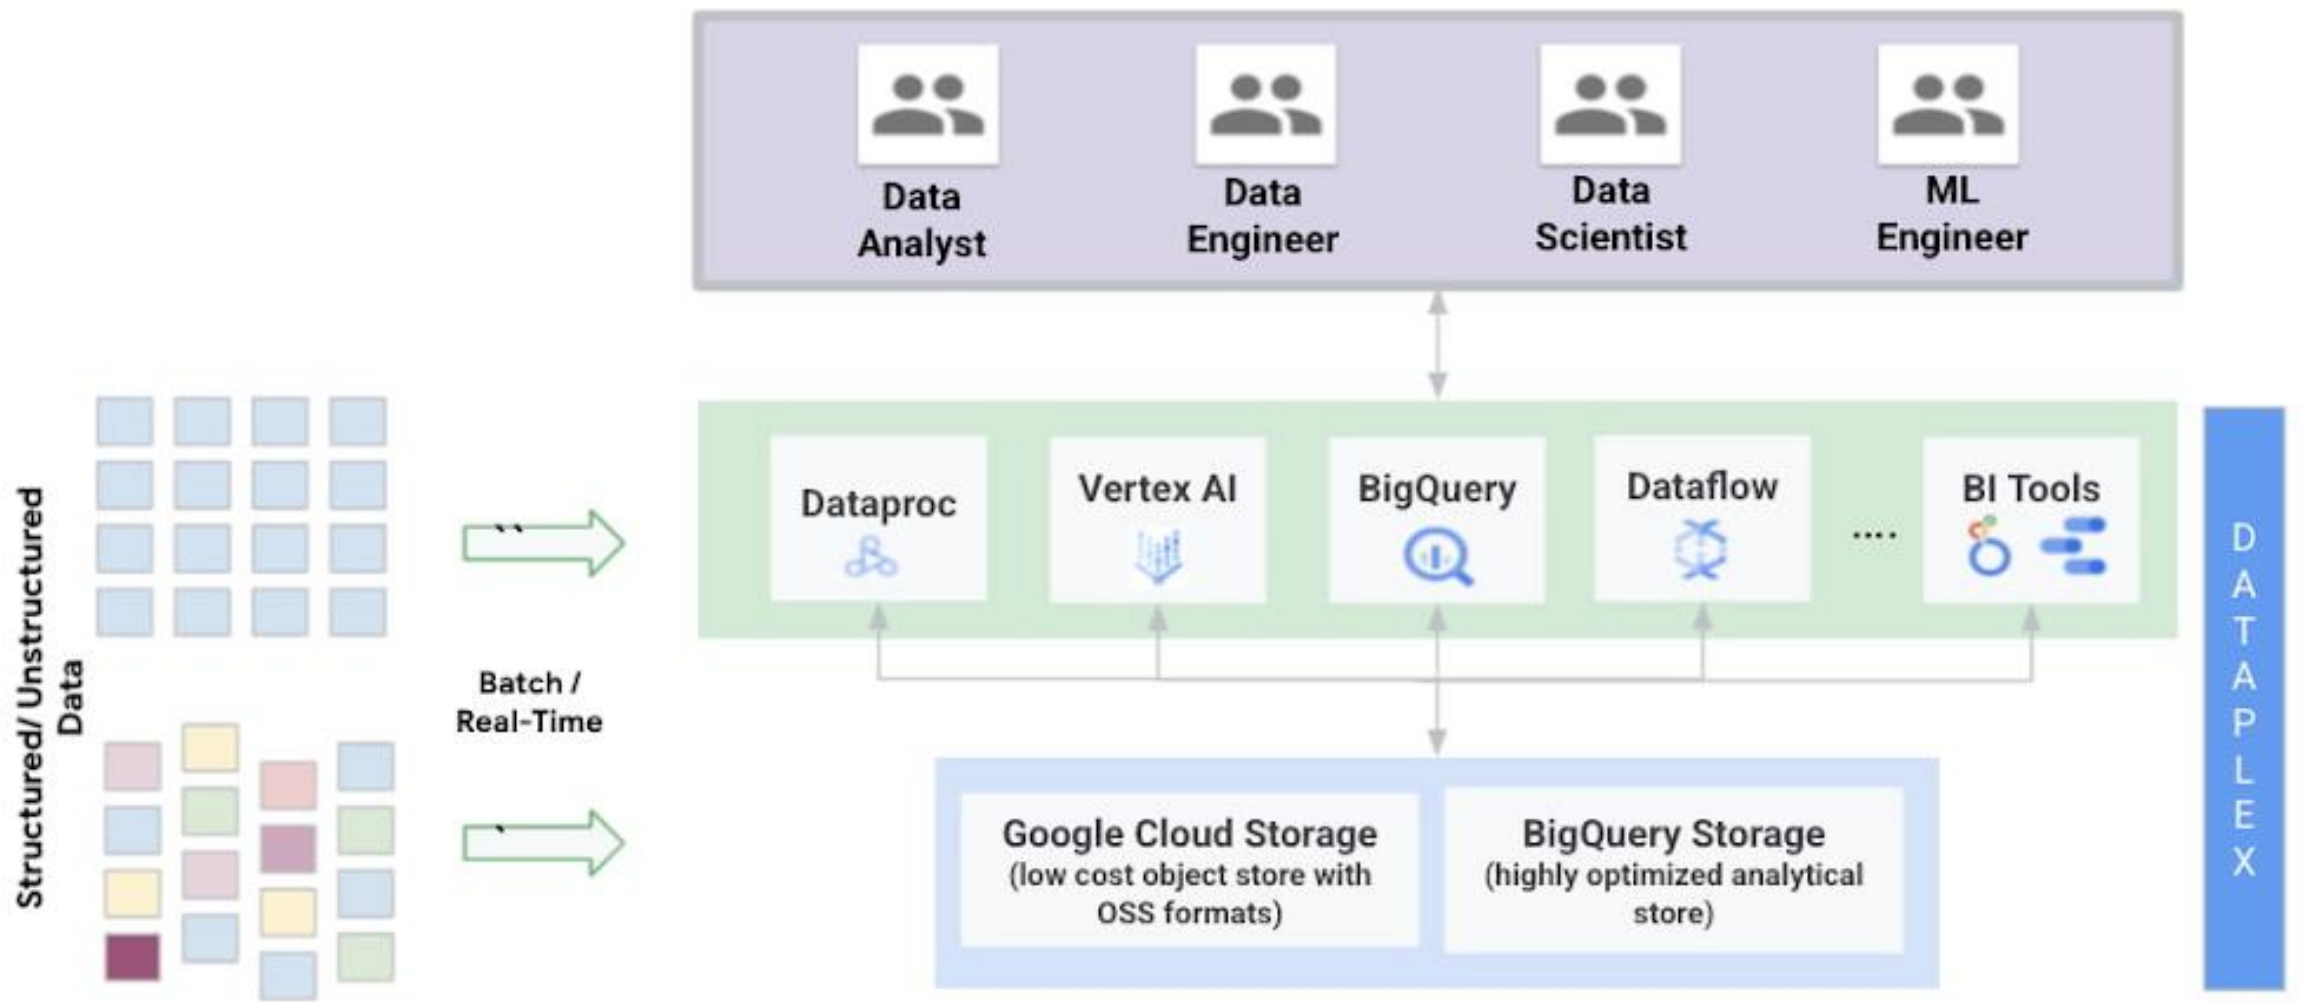 Data
Analyst
Data
Engineer
Data
Scientist
ML
Engineer
Structured/ Unstructured
Data
Batch /
Real-Time
Dataproc
Vertex AI
BigQuery
Dataflow
....
BI Tools
Google Cloud Storage
(low cost object store with
OSS formats)
BigQuery Storage
(highly optimized analytical
store)
DATAPLEX